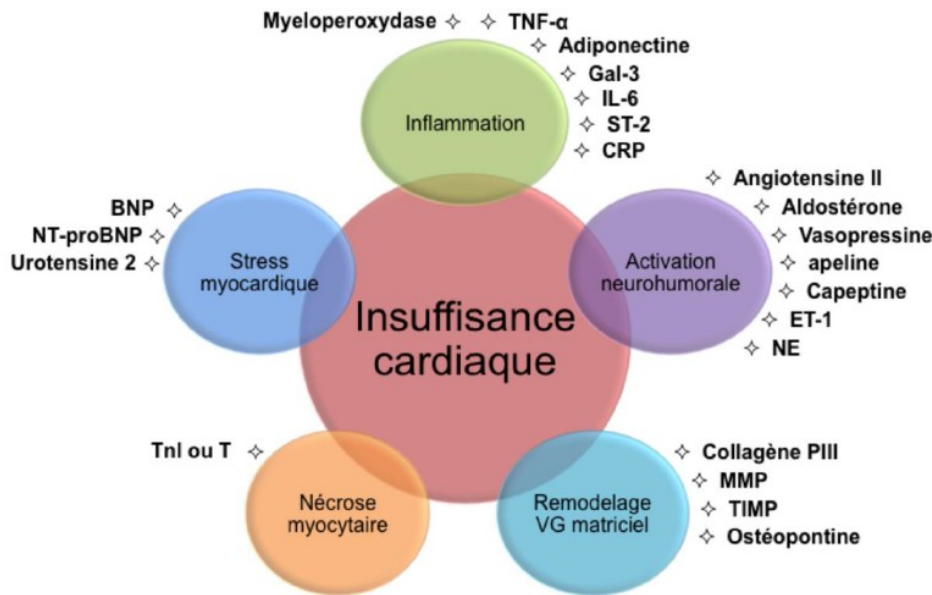 Myeloperoxydase
TNF-α
Adiponectine
Gal-3
IL-6
ST-2
CRP
Inflammation
BNP
NT-proBNP
Urotensine 2
Stress
myocardique
Angiotensine II
Aldostérone
Vasopressine
apeline
Capeptine
ET-1
NE
Activation
neurohumorale
Insuffisance
cardiaque
TnI ou T
Nécrose
myocytaire
Collagène PIII
MMP
TIMP
Ostéopontine
Remodelage
VG matriciel